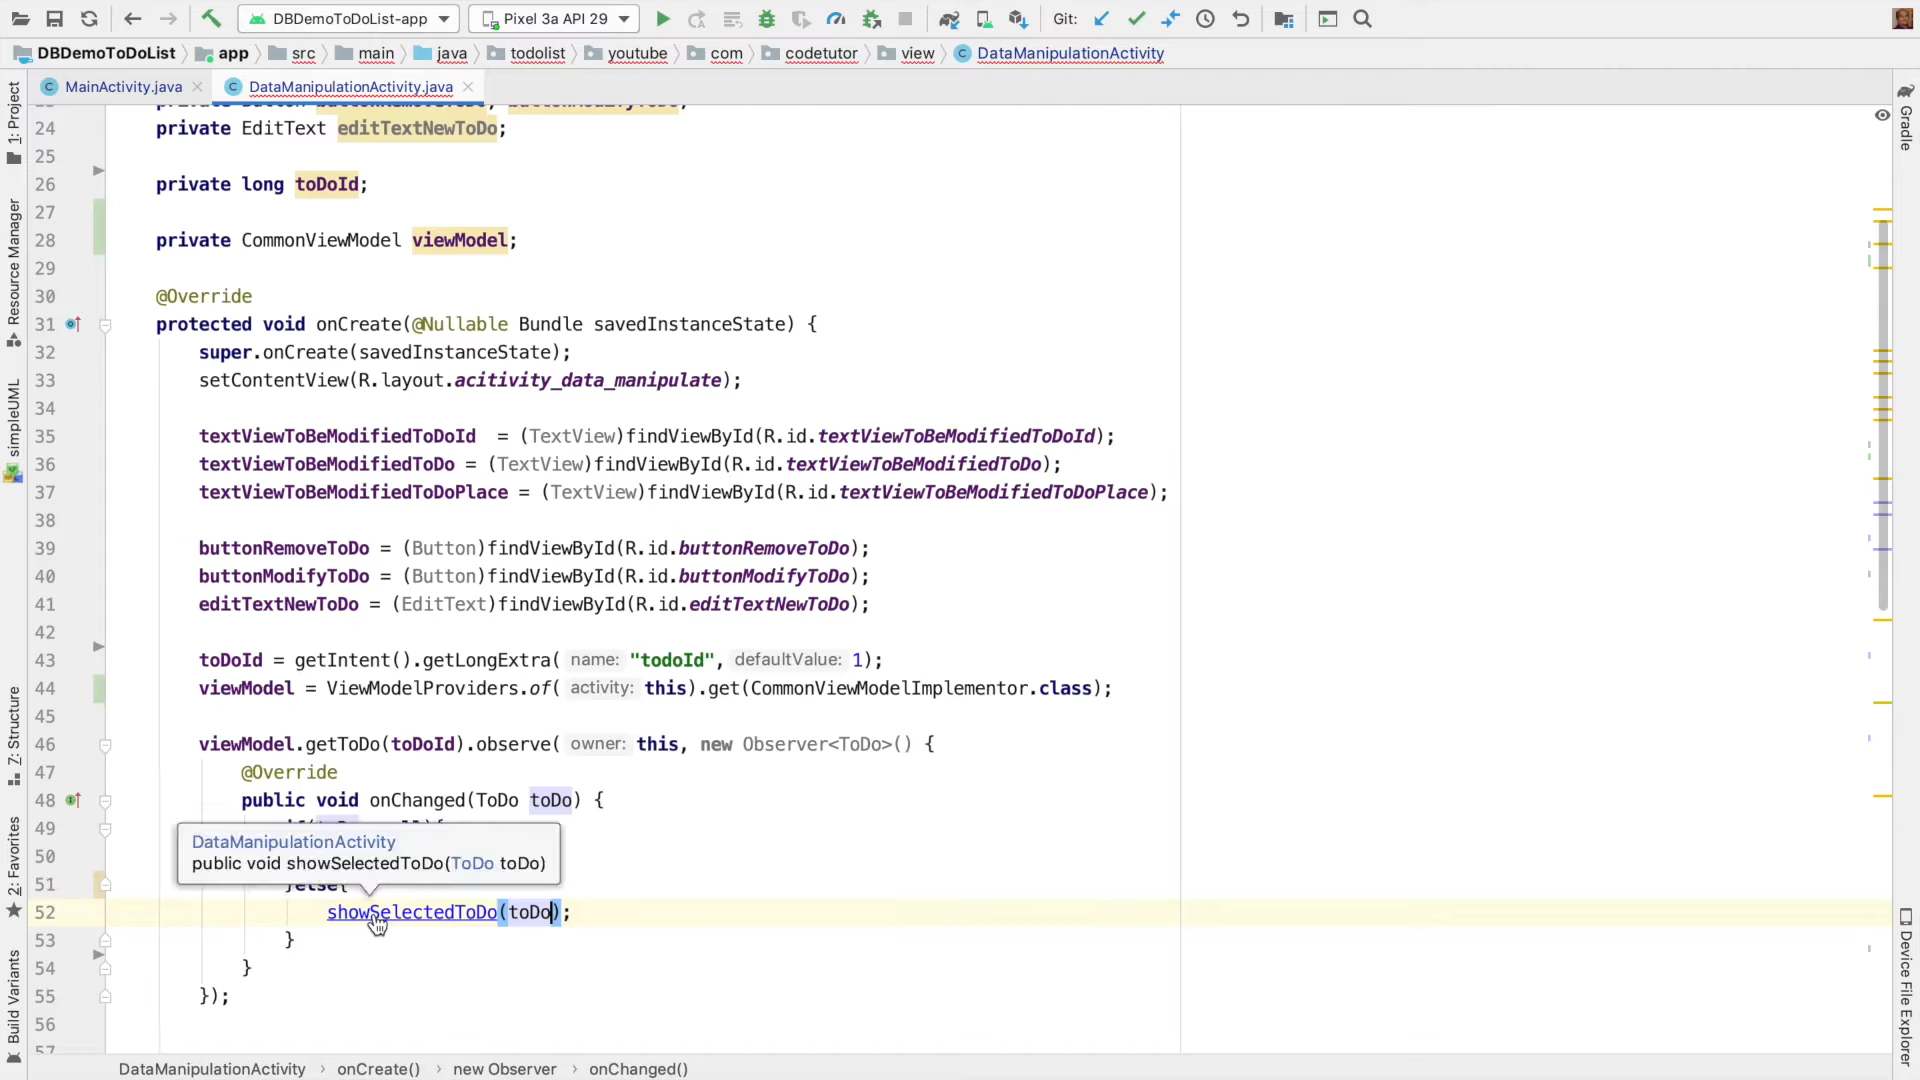 DBDemoToDoList-app
Pixel 3a API 29
Git:
DBDemoToDoList
app
src
main
java
todolist
youtube
com
codetutor
view
DataManipulationActivity
MainActivity.java
DataManipulationActivity.java
1: Project
Resource Manager
simpleUML
7: Structure
2: Favorites
Build Variants
Gradle
Device File Explorer
24 private EditText editTextNewToDo;
25
26 private long toDoId;
27
28 private CommonViewModel viewModel;
29
30 @Override
31 protected void onCreate(@Nullable Bundle savedInstanceState) {
32 super.onCreate(savedInstanceState);
33 setContentView(R.layout.acitivity_data_manipulate);
34
35 textViewToBeModifiedToDoId  = (TextView)findViewById(R.id.textViewToBeModifiedToDoId);
36 textViewToBeModifiedToDo = (TextView)findViewById(R.id.textViewToBeModifiedToDo);
37 textViewToBeModifiedToDoPlace = (TextView)findViewById(R.id.textViewToBeModifiedToDoPlace);
38
39 buttonRemoveToDo = (Button)findViewById(R.id.buttonRemoveToDo);
40 buttonModifyToDo = (Button)findViewById(R.id.buttonModifyToDo);
41 editTextNewToDo = (EditText)findViewById(R.id.editTextNewToDo);
42
43 toDoId = getIntent().getLongExtra( name: "todoId", defaultValue: 1);
44 viewModel = ViewModelProviders.of( activity: this).get(CommonViewModelImplementor.class);
45
46 viewModel.getToDo(toDoId).observe( owner: this, new Observer<ToDo>() {
47 @Override
48 public void onChanged(ToDo toDo) {
49
DataManipulationActivity
public void showSelectedToDo(ToDo toDo)
50
51 }else{
52 showSelectedToDo(toDo);
53 }
54 }
55 });
56
57
DataManipulationActivity › onCreate() › new Observer › onChanged()